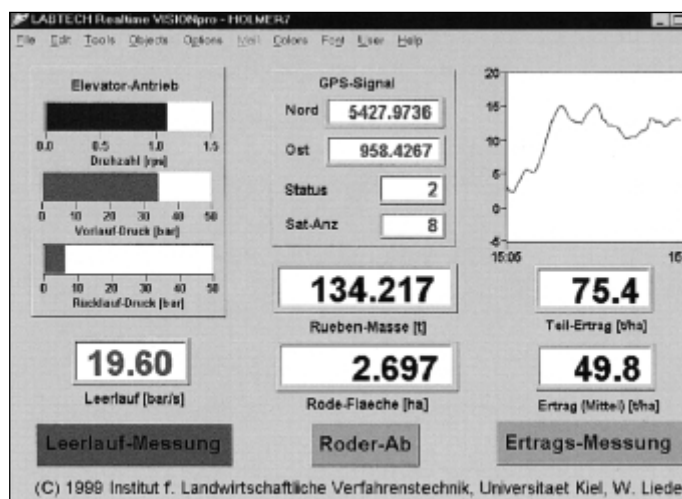 LABTECH Realtime VISIONpro - HOLMER7
File Edit Tools Objects Options Mail Colors Font User Help
Elevator-Antrieb
0.0 0.5 1.0 1.5
Drehzahl [rps]
0 10 20 30 40 50
Vorlauf-Druck [bar]
0 10 20 30 40 50
Rücklauf-Druck [bar]
19.60
Leerlauf [bar/s]
Leerlauf-Messung
GPS-Signal
Nord 5427.9736
Ost 958.4267
Status 2
Sat-Anz 8
134.217
Rueben-Masse [t]
2.697
Rode-Flaeche [ha]
Roder-Ab
20
15
10
5
0
-5
15:05
75.4
Teil-Ertrag [t/ha]
49.8
Ertrag (Mittel) [t/ha]
Ertrags-Messung
(C) 1999 Institut f. Landwirtschaftliche Verfahrenstechnik, Universitaet Kiel, W. Liede